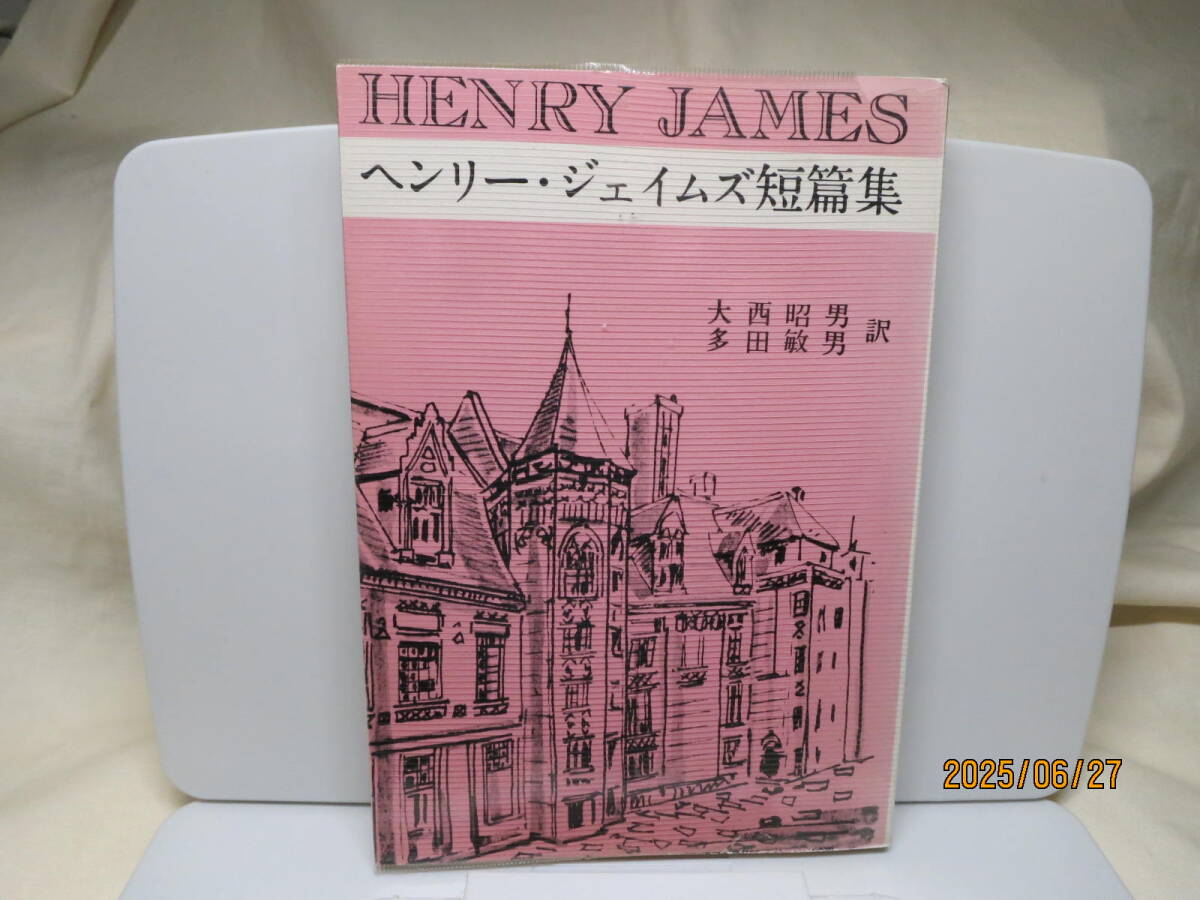 HENRY JAMES
ヘンリー・ジェイムズ短篇集
大西昭男
多田敏男 訳
2025/06/27